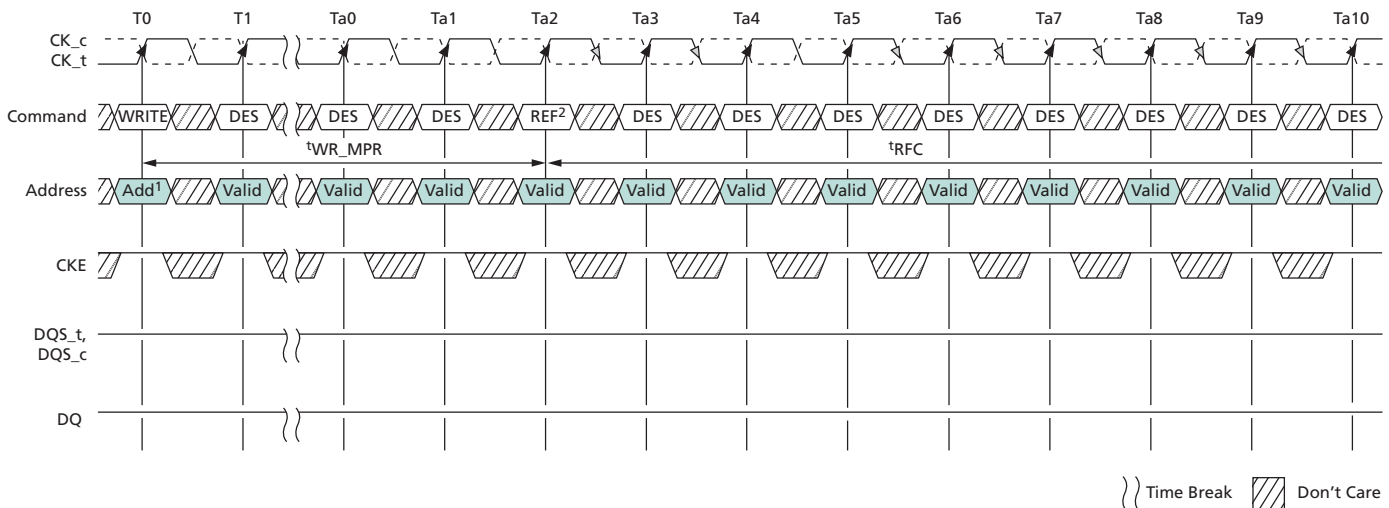 T0 T1 Ta0 Ta1 Ta2 Ta3 Ta4 Ta5 Ta6 Ta7 Ta8 Ta9 Ta10
CK_c
CK_t
Command WRITE DES DES DES REF² DES DES DES DES DES DES DES DES
tWR_MPR tRFC
Address Add¹ Valid Valid Valid Valid Valid Valid Valid Valid Valid Valid Valid Valid
CKE
DQS_t,
DQS_c
DQ
Time Break Don't Care